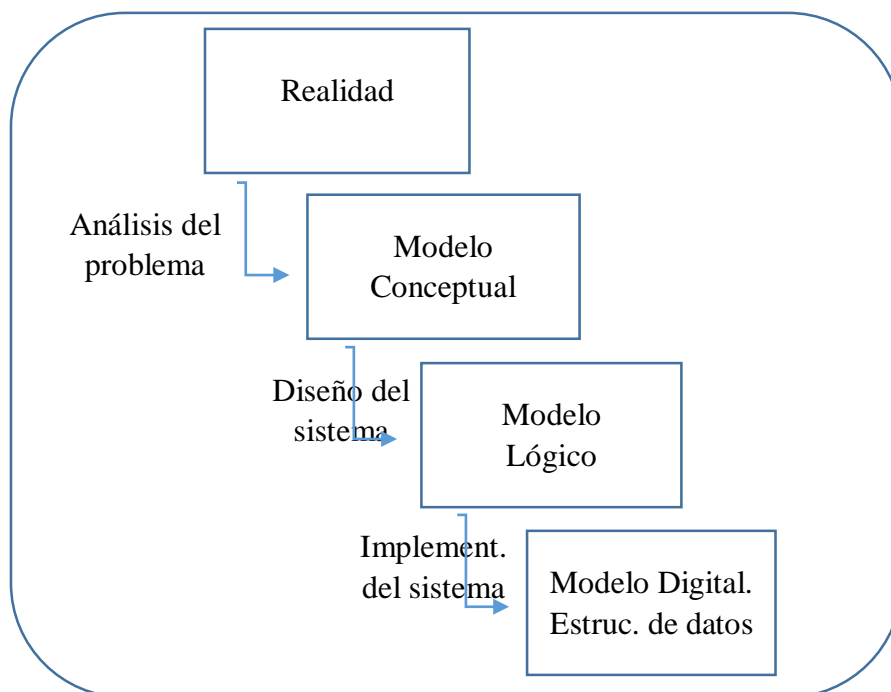 Realidad
Análisis del
problema
Modelo
Conceptual
Diseño del
sistema
Modelo
Lógico
Implement.
del sistema
Modelo Digital.
Estruc. de datos